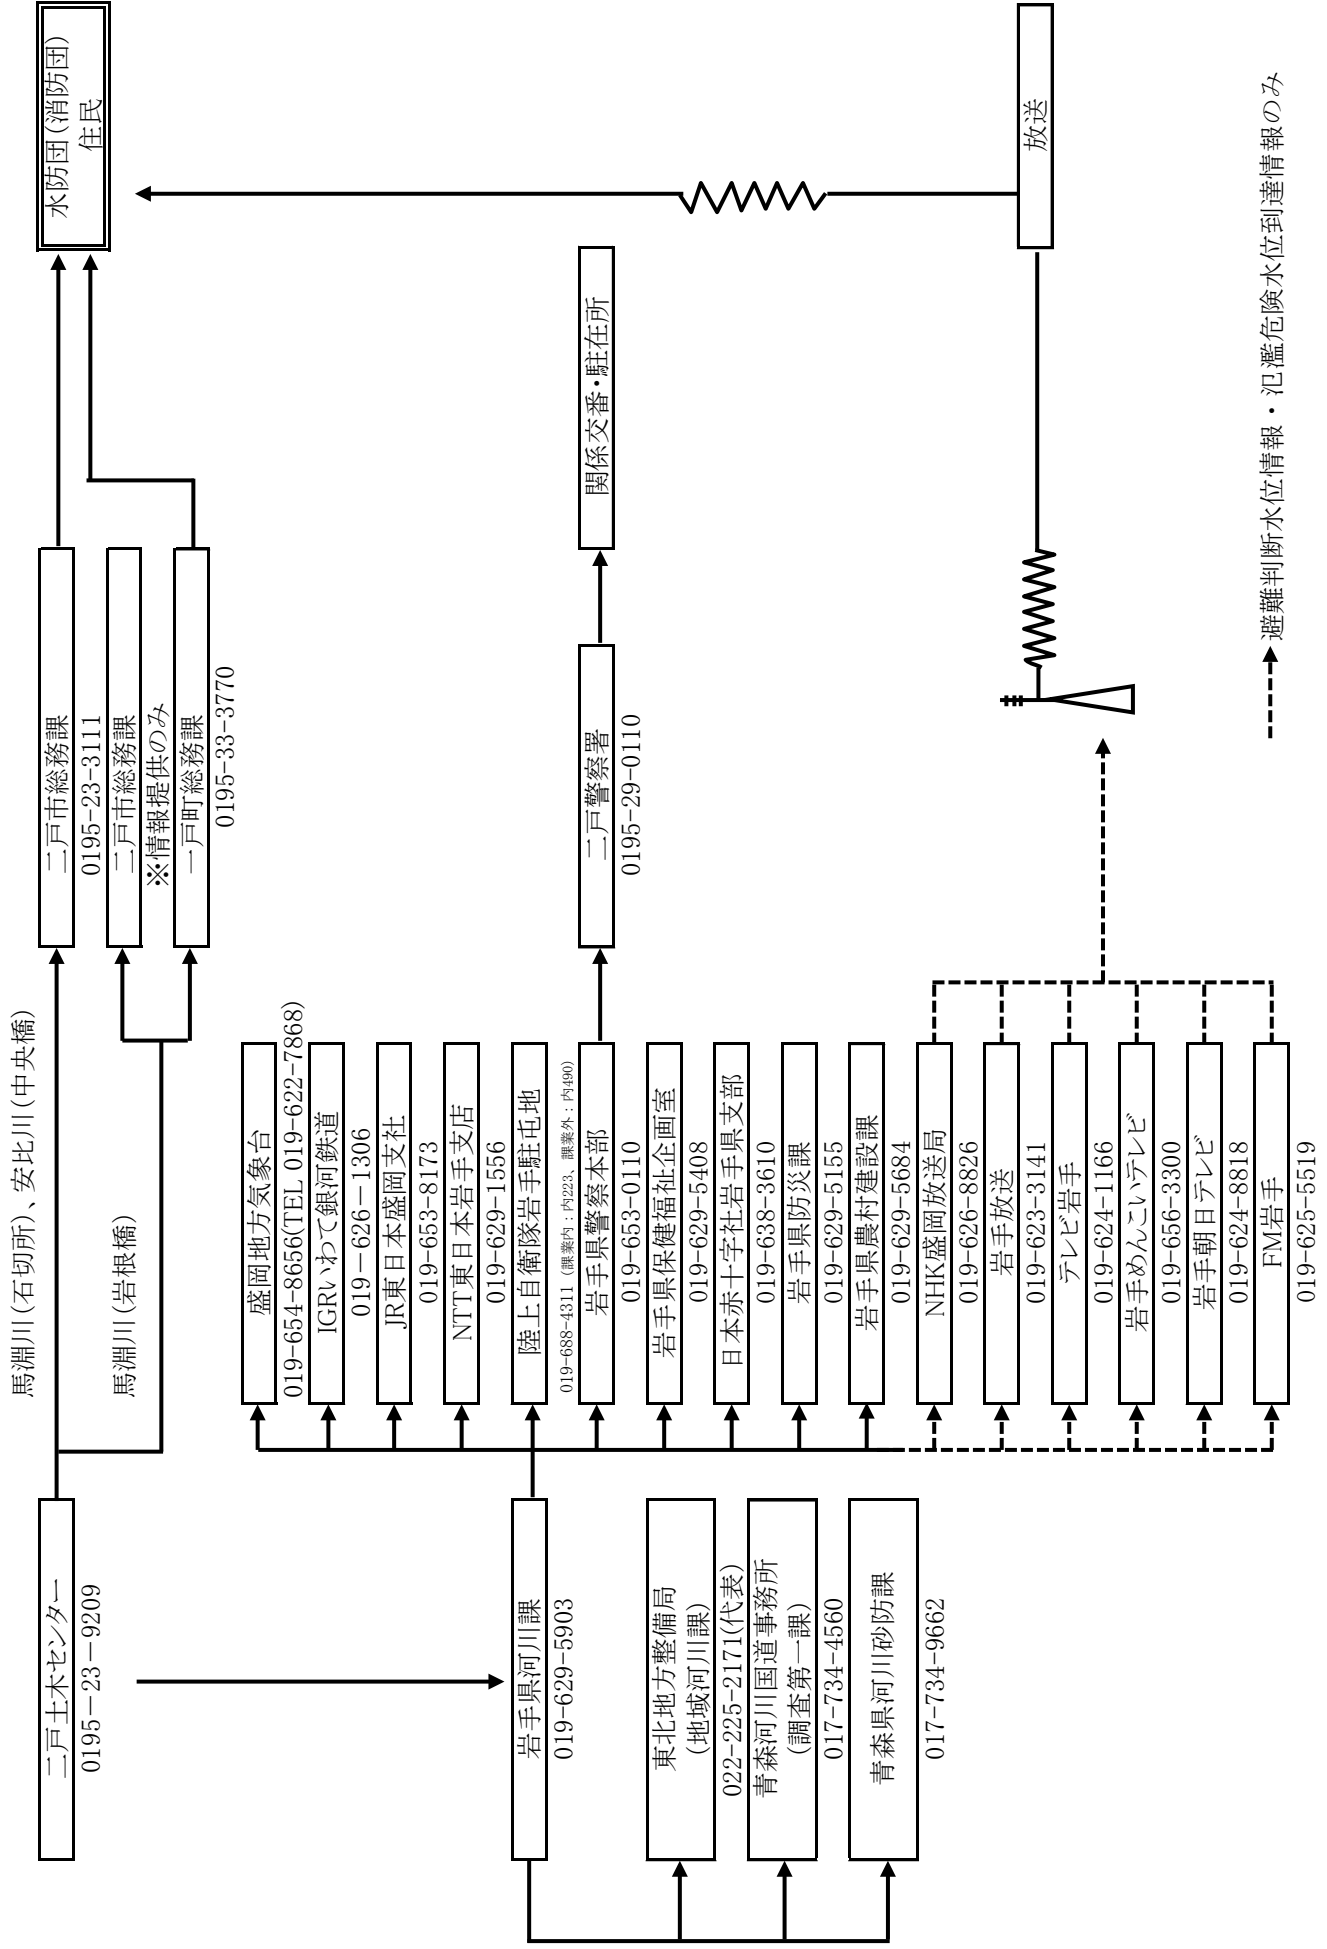 馬淵川（石切所）、安比川（中央橋）
馬淵川（岩根橋）
二戸土木センター
0195－23－9209
二戸市総務課
0195-23-3111
二戸市総務課
※情報提供のみ
一戸町総務課
0195-33-3770
水防団（消防団）
住民
岩手県河川課
019-629-5903
東北地方整備局
（地域河川課）
022-225-2171(代表)
青森河川国道事務所
（調査第一課）
017-734-4560
青森県河川砂防課
017-734-9662
盛岡地方気象台
019-654-8656(TEL 019-622-7868)
IGRいわて銀河鉄道
019－626－1306
JR東日本盛岡支社
019-653-8173
NTT東日本岩手支店
019-629-1556
陸上自衛隊岩手駐屯地
019-688-4311（課業内：内223、課業外：内490）
岩手県警察本部
019-653-0110
岩手県保健福祉企画室
019-629-5408
日本赤十字社岩手県支部
019-638-3610
岩手県防災課
019-629-5155
岩手県農村建設課
019-629-5684
NHK盛岡放送局
019-626-8826
岩手放送
019-623-3141
テレビ岩手
019-624-1166
岩手めんこいテレビ
019-656-3300
岩手朝日テレビ
019-624-8818
FM岩手
019-625-5519
二戸警察署
0195-29-0110
関係交番・駐在所
放送
避難判断水位情報・氾濫危険水位到達情報のみ